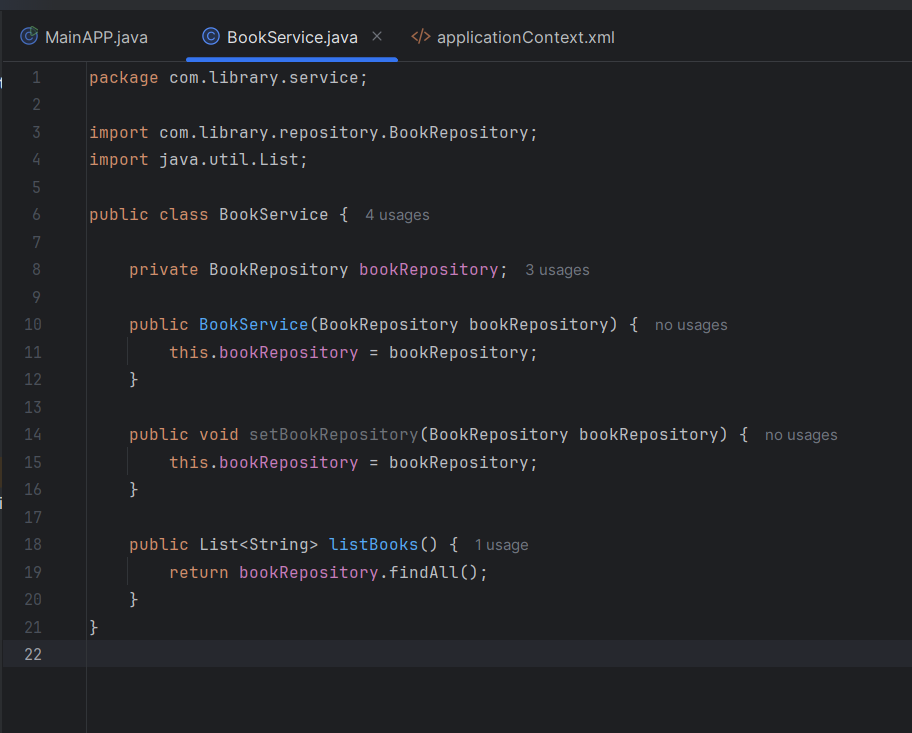 MainAPP.java BookService.java applicationContext.xml
1 package com.library.service;
2
3 import com.library.repository.BookRepository;
4 import java.util.List;
5
6 public class BookService { 4 usages
7
8 private BookRepository bookRepository; 3 usages
9
10 public BookService(BookRepository bookRepository) { no usages
11 this.bookRepository = bookRepository;
12 }
13
14 public void setBookRepository(BookRepository bookRepository) { no usages
15 this.bookRepository = bookRepository;
16 }
17
18 public List<String> listBooks() { 1 usage
19 return bookRepository.findAll();
20 }
21 }
22